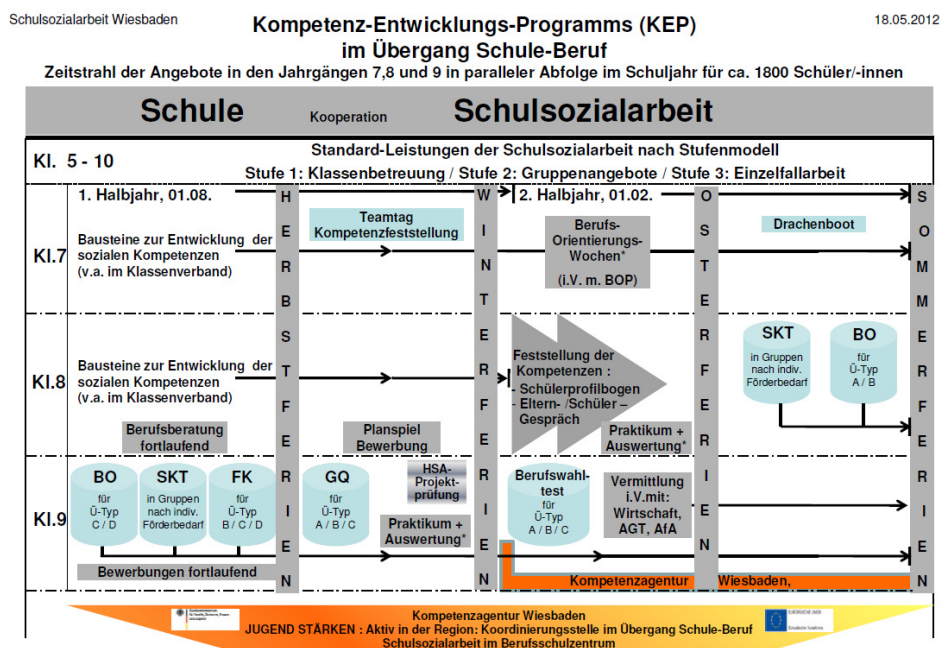 Schulsozialarbeit Wiesbaden
Kompetenz-Entwicklungs-Programms (KEP)
18.05.2012
im Übergang Schule-Beruf
Zeitstrahl der Angebote in den Jahrgängen 7,8 und 9 in paralleler Abfolge im Schuljahr für ca. 1800 Schüler/-innen
Schule
Kooperation
Schulsozialarbeit
Kl. 5 - 10
Standard-Leistungen der Schulsozialarbeit nach Stufenmodell
Stufe 1: Klassenbetreuung / Stufe 2: Gruppenangebote / Stufe 3: Einzelfallarbeit
1. Halbjahr, 01.08.
2. Halbjahr, 01.02.
HERBSTFERIEN
WINTERFERIEN
OSTERFERIEN
SOMMERFERIEN
Kl.7
Bausteine zur Entwicklung der
sozialen Kompetenzen
(v.a. im Klassenverband)
Teamtag
Kompetenzfeststellung
Berufs-
Orientierungs-
Wochen*
(i.V. m. BOP)
Drachenboot
Kl.8
Bausteine zur Entwicklung der
sozialen Kompetenzen
(v.a. im Klassenverband)
Berufsberatung
fortlaufend
Planspiel
Bewerbung
Feststellung der
Kompetenzen :
- Schülerprofilbogen
- Eltern- /Schüler –
Gespräch
Praktikum +
Auswertung*
SKT
in Gruppen
nach indiv.
Förderbedarf
BO
für
Ü-Typ
A / B
Kl.9
BO
für
Ü-Typ
C / D
SKT
in Gruppen
nach indiv.
Förderbedarf
FK
für
Ü-Typ
B / C / D
GQ
für
Ü-Typ
A / B / C
HSA-
Projekt-
prüfung
Praktikum +
Auswertung*
Berufswahl-
test
für
Ü-Typ
A / B / C
Vermittlung
i.V.mit:
Wirtschaft,
AGT, AfA
Bewerbungen fortlaufend
Kompetenzagentur Wiesbaden,
Kompetenzagentur Wiesbaden
JUGEND STÄRKEN : Aktiv in der Region: Koordinierungsstelle im Übergang Schule-Beruf
Schulsozialarbeit im Berufsschulzentrum